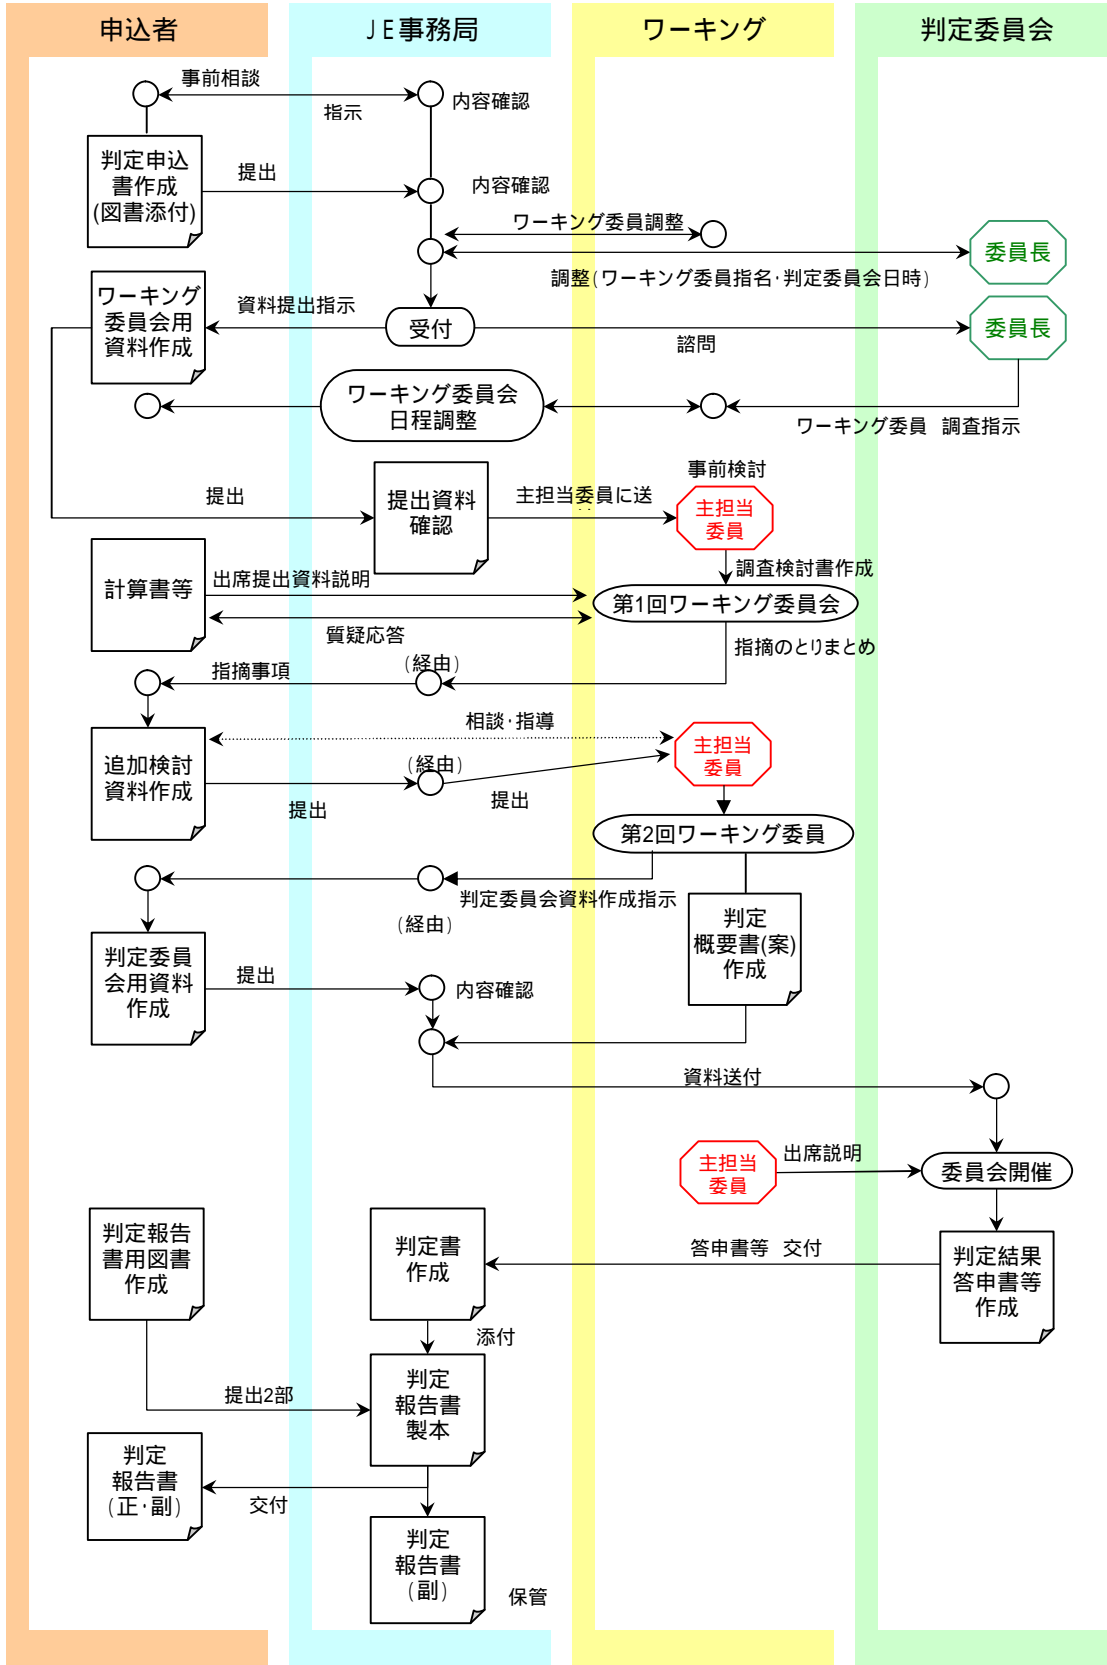 申込者
JE事務局
ワーキング
判定委員会
事前相談
指示
内容確認
判定申込
書作成
(図書添付)
提出
内容確認
ワーキング委員調整
委員長
調整(ワーキング委員指名・判定委員会日時)
ワーキング
委員会用
資料作成
資料提出指示
受付
諮問
委員長
ワーキング委員会
日程調整
ワーキング委員 調査指示
提出
提出資料
確認
主担当委員に送
事前検討
主担当
委員
調査検討書作成
計算書等
出席提出資料説明
第1回ワーキング委員会
質疑応答
指摘のとりまとめ
指摘事項
(経由)
追加検討
資料作成
相談・指導
主担当
委員
(経由)
提出
提出
第2回ワーキング委員
判定委員会資料作成指示
(経由)
判定
概要書(案)
作成
判定委員
会用資料
作成
提出
内容確認
資料送付
主担当
委員
出席説明
委員会開催
判定報告
書用図書
作成
判定書
作成
答申書等 交付
判定結果
答申書等
作成
添付
提出2部
判定
報告書
製本
判定
報告書
(正・副)
交付
判定
報告書
(副)
保管